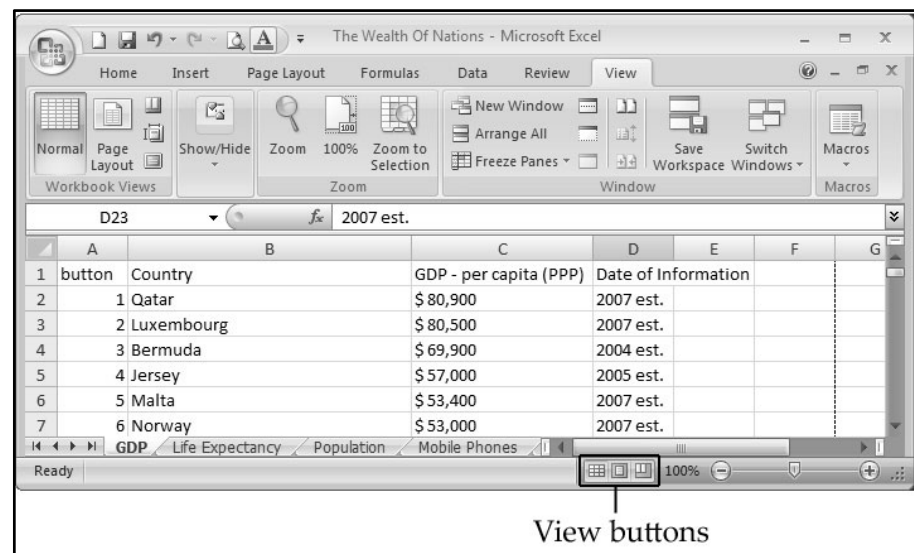 The Wealth Of Nations - Microsoft Excel
Home Insert Page Layout Formulas Data Review View
Normal Page Layout Show/Hide Zoom 100% Zoom to Selection New Window Arrange All Freeze Panes Save Workspace Switch Windows Macros
Workbook Views Zoom Window Macros
D23 fx 2007 est.
A B C D E F G
1 button Country GDP - per capita (PPP) Date of Information
2 1 Qatar $ 80,900 2007 est.
3 2 Luxembourg $ 80,500 2007 est.
4 3 Bermuda $ 69,900 2004 est.
5 4 Jersey $ 57,000 2005 est.
6 5 Malta $ 53,400 2007 est.
7 6 Norway $ 53,000 2007 est.
GDP Life Expectancy Population Mobile Phones
Ready 100%
View buttons